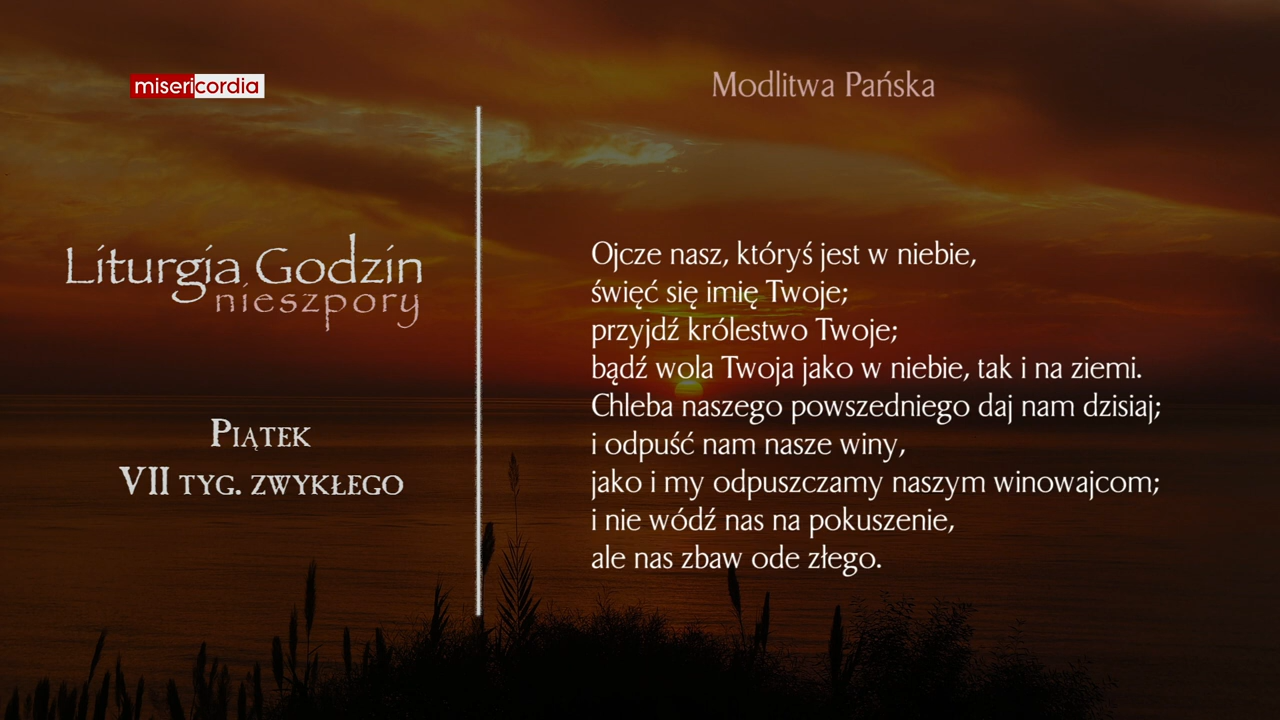 misericordia
Modlitwa Pańska
Liturgia Godzin
nieszpory
Piątek
VII tyg. zwykłego
Ojcze nasz, któryś jest w niebie,
święć się imię Twoje;
przyjdź królestwo Twoje;
bądź wola Twoja jako w niebie, tak i na ziemi.
Chleba naszego powszedniego daj nam dzisiaj;
i odpuść nam nasze winy,
jako i my odpuszczamy naszym winowajcom;
i nie wódź nas na pokuszenie,
ale nas zbaw ode złego.